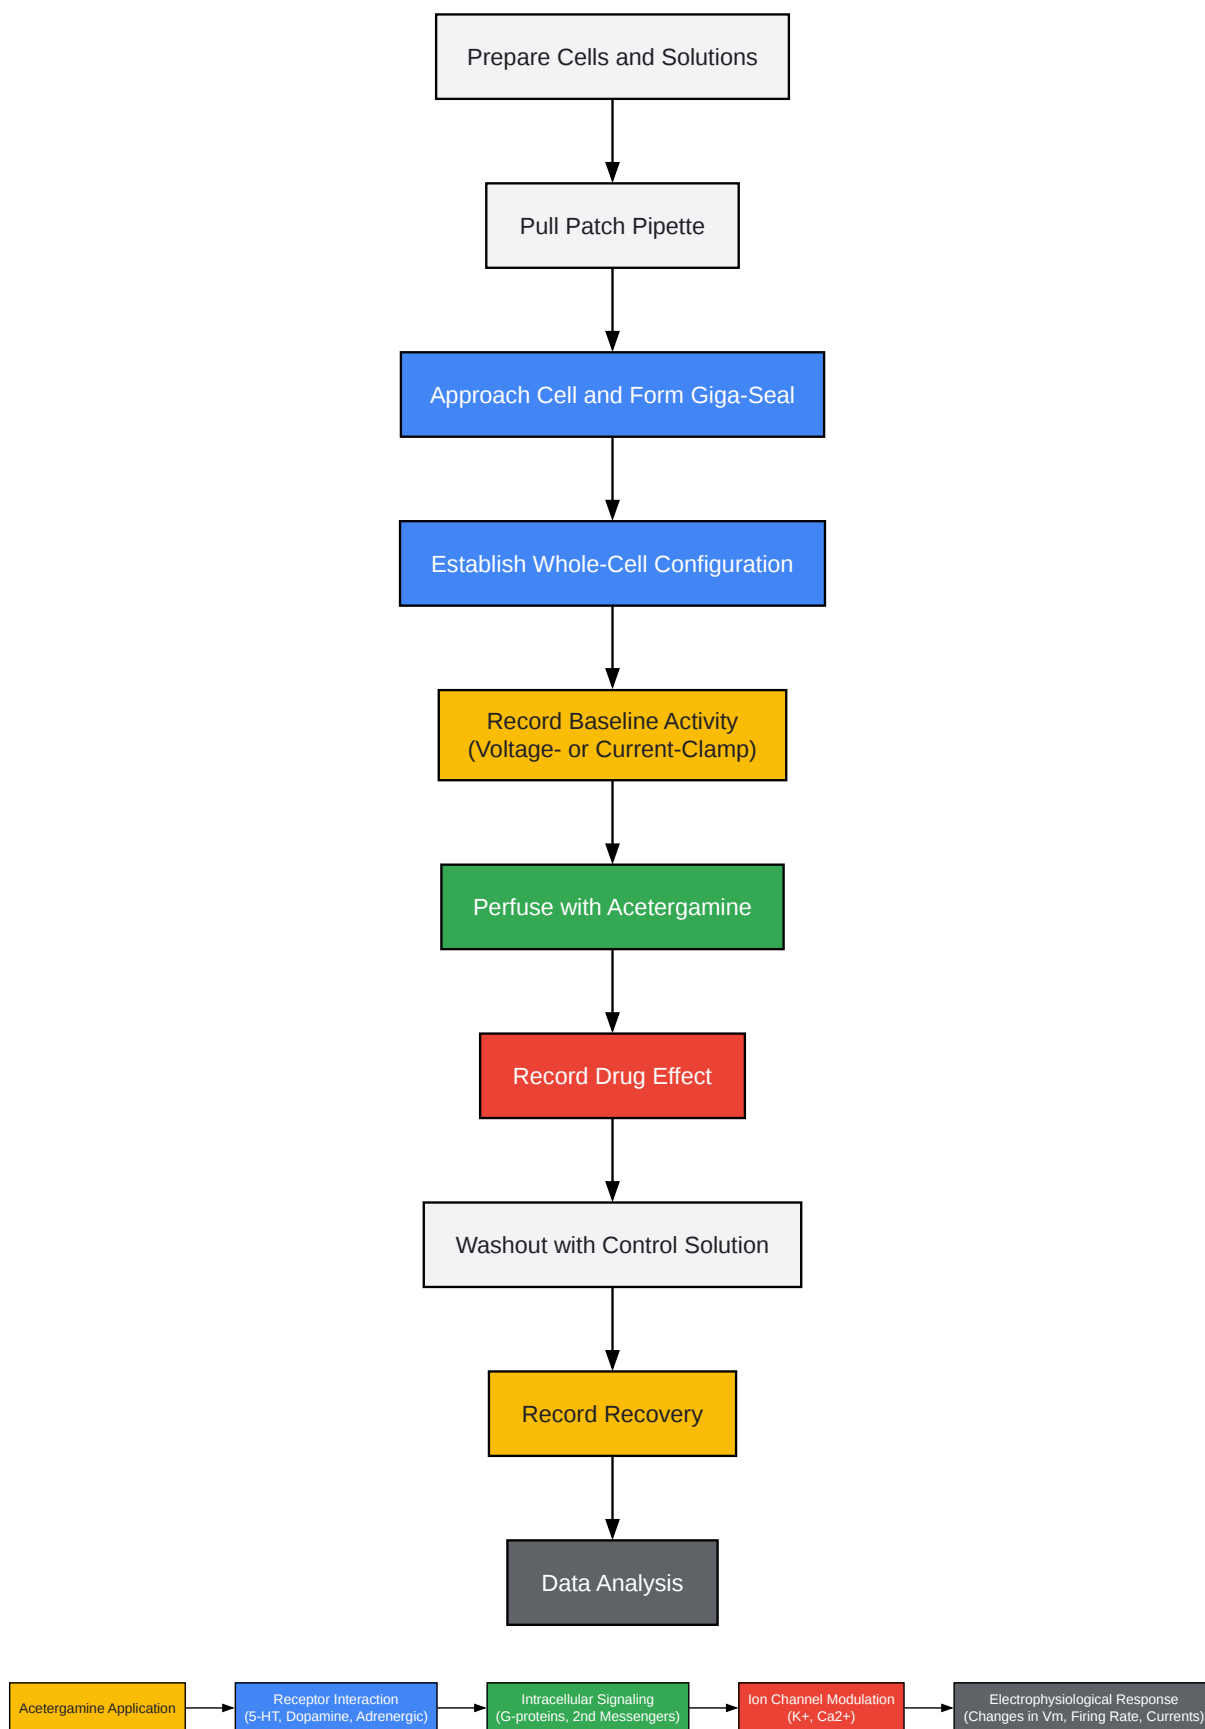 Prepare Cells and Solutions
Pull Patch Pipette
Approach Cell and Form Giga-Seal
Establish Whole-Cell Configuration
Record Baseline Activity
(Voltage- or Current-Clamp)
Perfuse with Acetergamine
Record Drug Effect
Washout with Control Solution
Record Recovery
Data Analysis
Acetergamine Application
Receptor Interaction
(5-HT, Dopamine, Adrenergic)
Intracellular Signaling
(G-proteins, 2nd Messengers)
Ion Channel Modulation
(K+, Ca2+)
Electrophysiological Response
(Changes in Vm, Firing Rate, Currents)